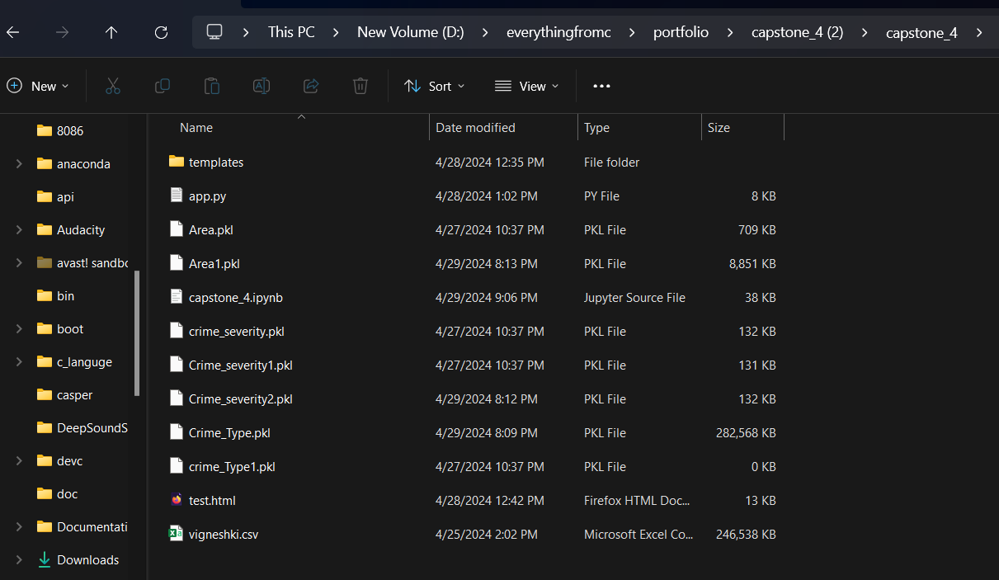 This PC > New Volume (D:) > everythingfromc > portfolio > capstone_4 (2) > capstone_4 >
New Sort View
8086
anaconda
api
Audacity
avast! sandbo
bin
boot
c_languge
casper
DeepSoundS
devc
doc
Documentati
Downloads
Name Date modified Type Size
templates 4/28/2024 12:35 PM File folder
app.py 4/28/2024 1:02 PM PY File 8 KB
Area.pkl 4/27/2024 10:37 PM PKL File 709 KB
Area1.pkl 4/29/2024 8:13 PM PKL File 8,851 KB
capstone_4.ipynb 4/29/2024 9:06 PM Jupyter Source File 38 KB
crime_severity.pkl 4/27/2024 10:37 PM PKL File 132 KB
Crime_severity1.pkl 4/27/2024 10:37 PM PKL File 131 KB
Crime_severity2.pkl 4/29/2024 8:12 PM PKL File 132 KB
Crime_Type.pkl 4/29/2024 8:09 PM PKL File 282,568 KB
crime_Type1.pkl 4/27/2024 10:37 PM PKL File 0 KB
test.html 4/28/2024 12:42 PM Firefox HTML Doc... 13 KB
vigneshki.csv 4/25/2024 2:02 PM Microsoft Excel Co... 246,538 KB